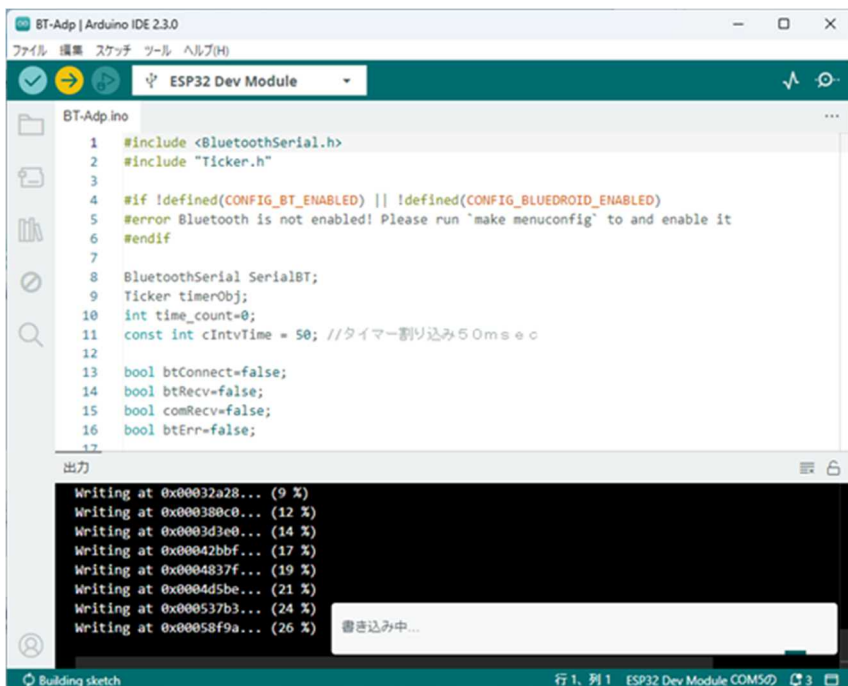 BT-Adp | Arduino IDE 2.3.0
ファイル 編集 スケッチ ツール ヘルプ(H)
ESP32 Dev Module
BT-Adp.ino
1 #include <BluetoothSerial.h>
2 #include "Ticker.h"
3
4 #if !defined(CONFIG_BT_ENABLED) || !defined(CONFIG_BLUEDROID_ENABLED)
5 #error Bluetooth is not enabled! Please run `make menuconfig` to and enable it
6 #endif
7
8 BluetoothSerial SerialBT;
9 Ticker timerObj;
10 int time_count=0;
11 const int cIntvTime = 50; //タイマー割り込み50msec
12
13 bool btConnect=false;
14 bool btRecv=false;
15 bool comRecv=false;
16 bool btErr=false;
17
出力
Writing at 0x00032a28... (9 %)
Writing at 0x000380c0... (12 %)
Writing at 0x0003d3e0... (14 %)
Writing at 0x00042bbf... (17 %)
Writing at 0x0004837f... (19 %)
Writing at 0x0004d5be... (21 %)
Writing at 0x000537b3... (24 %)
Writing at 0x00058f9a... (26 %)
書き込み中...
Building sketch
行 1、列 1 ESP32 Dev Module COM5の 3